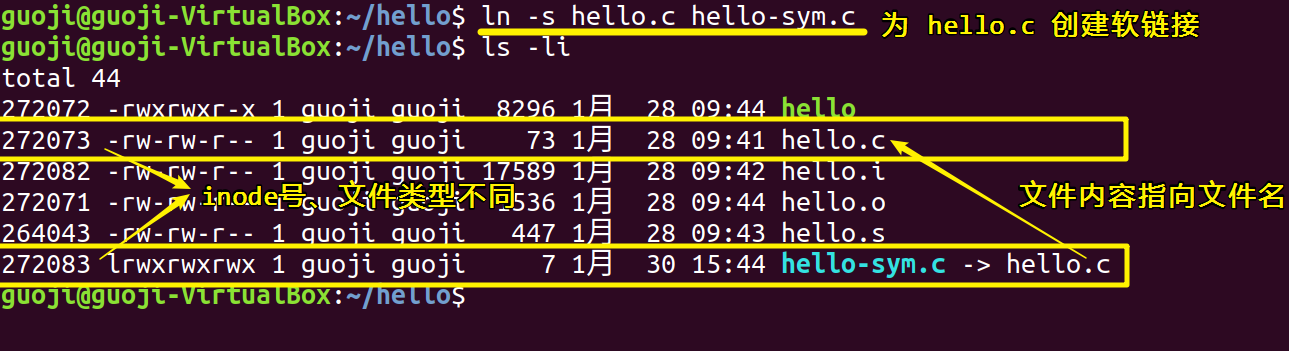 guoji@guoji-VirtualBox:~/hello$ ln -s hello.c hello-sym.c 为 hello.c 创建软链接
guoji@guoji-VirtualBox:~/hello$ ls -li
total 44
272072 -rwxrwxr-x 1 guoji guoji 8296 1月 28 09:44 hello
272073 -rw-rw-r-- 1 guoji guoji 73 1月 28 09:41 hello.c
272082 -rw-rw-r-- 1 guoji guoji 17589 1月 28 09:42 hello.i
inode号、文件类型不同
文件内容指向文件名
272071 -rw-rw-r-- 1 guoji guoji 536 1月 28 09:44 hello.o
264043 -rw-rw-r-- 1 guoji guoji 447 1月 28 09:43 hello.s
272083 lrwxrwxrwx 1 guoji guoji 7 1月 30 15:44 hello-sym.c -> hello.c
guoji@guoji-VirtualBox:~/hello$